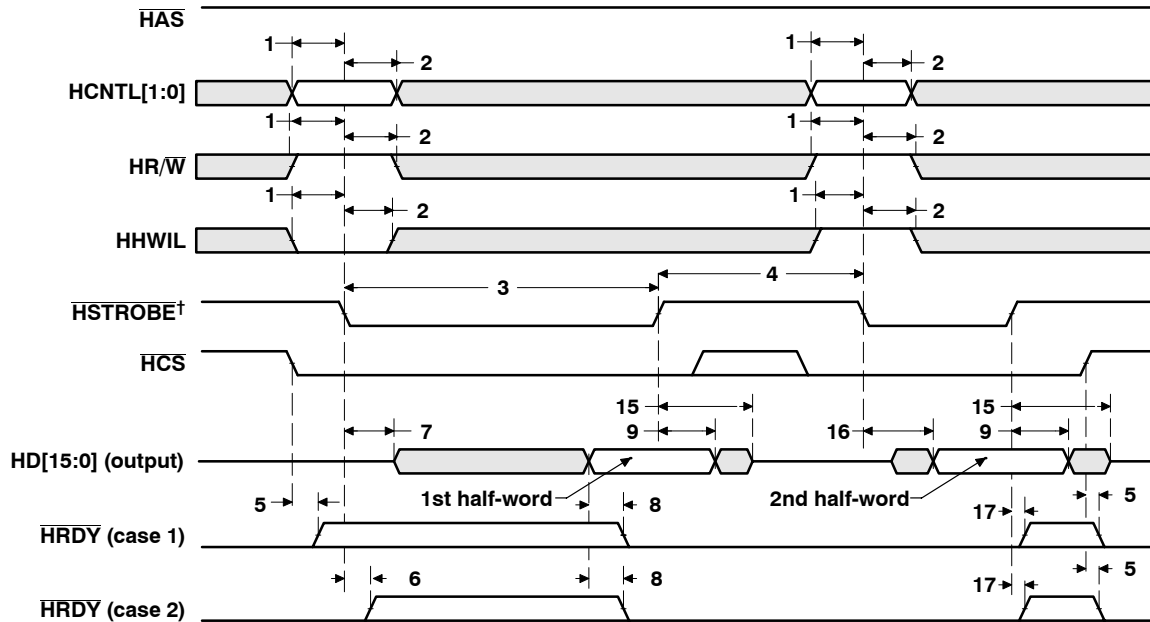 HAS
1 1
2 2
HCNTL[1:0]
1 1
2 2
HR/W
1 1
2 2
HHWIL
4
3
HSTROBE†
HCS
15 15
7 9 16 9
HD[15:0] (output)
1st half-word 2nd half-word
5 8 5
17
HRDY (case 1)
6 8 5
17
HRDY (case 2)